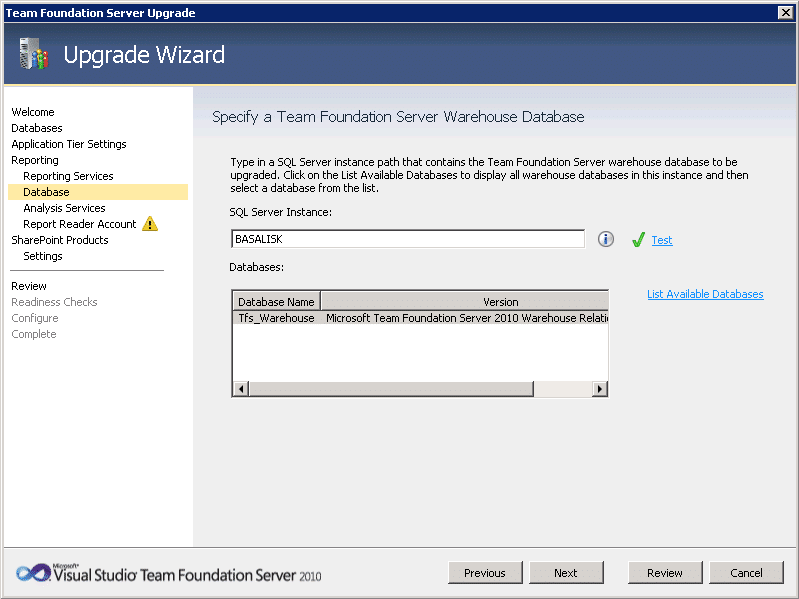 Team Foundation Server Upgrade
Upgrade Wizard
Welcome
Databases
Application Tier Settings
Reporting
Reporting Services
Database
Analysis Services
Report Reader Account
SharePoint Products
Settings
Review
Readiness Checks
Configure
Complete
Specify a Team Foundation Server Warehouse Database
Type in a SQL Server instance path that contains the Team Foundation Server warehouse database to be
upgraded. Click on the List Available Databases to display all warehouse databases in this instance and then
select a database from the list.
SQL Server Instance:
BASALISK
Test
Databases:
List Available Databases
Database Name Version
Tfs_Warehouse Microsoft Team Foundation Server 2010 Warehouse Relati
Microsoft
Visual Studio Team Foundation Server 2010
Previous Next Review Cancel